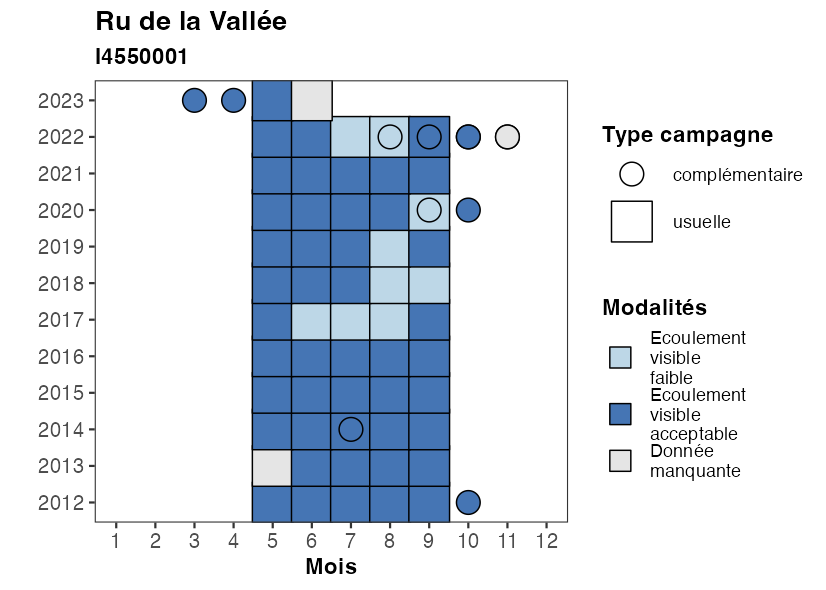 Ru de la Vallée
I4550001
2023
2022
2021
2020
2019
2018
2017
2016
2015
2014
2013
2012
1 2 3 4 5 6 7 8 9 10 11 12
Mois
Type campagne
complémentaire
usuelle
Modalités
Ecoulement
visible
faible
Ecoulement
visible
acceptable
Donnée
manquante